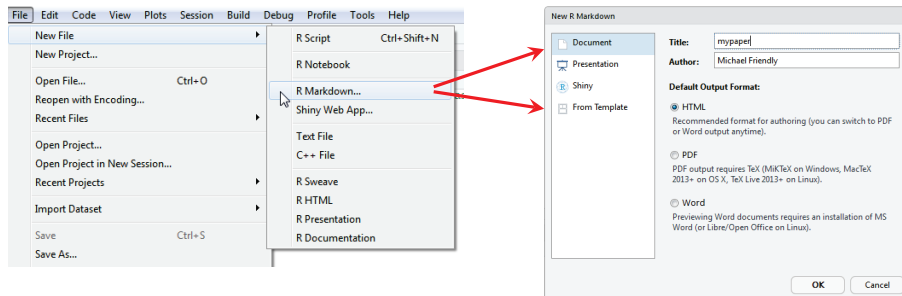 File Edit Code View Plots Session Build Debug Profile Tools Help
New File
New Project...
Open File... Ctrl+O
Reopen with Encoding...
Recent Files
Open Project...
Open Project in New Session...
Recent Projects
Import Dataset
Save Ctrl+S
Save As...
R Script Ctrl+Shift+N
R Notebook
R Markdown...
Shiny Web App...
Text File
C++ File
R Sweave
R HTML
R Presentation
R Documentation
New R Markdown
Document
Presentation
R Shiny
From Template
Title: mypaper
Author: Michael Friendly
Default Output Format:
HTML
Recommended format for authoring (you can switch to PDF
or Word output anytime).
PDF
PDF output requires TeX (MiKTeX on Windows, MacTeX
2013+ on OS X, TeX Live 2013+ on Linux).
Word
Previewing Word documents requires an installation of MS
Word (or Libre/Open Office on Linux).
OK Cancel